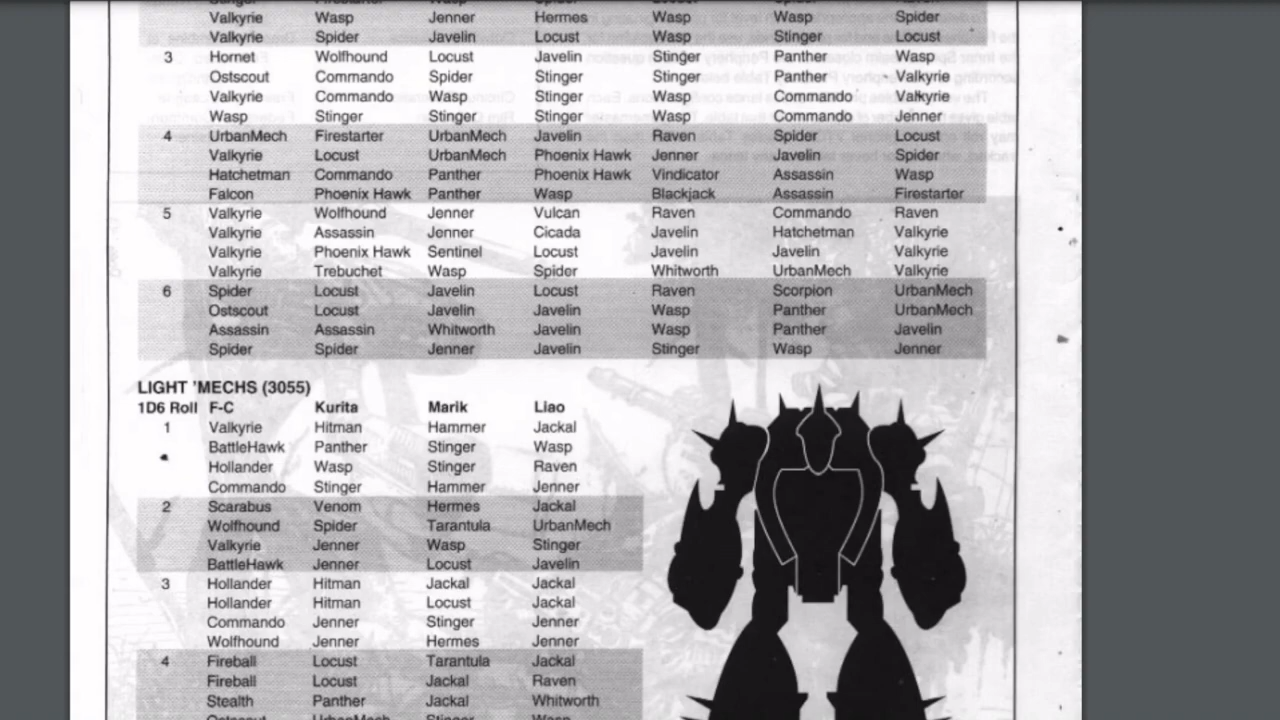 Valkyrie Wasp Jenner Hermes Wasp Wasp Spider
Valkyrie Spider Javelin Locust Wasp Stinger Locust
3 Hornet Wolfhound Locust Javelin Stinger Panther Wasp
Ostscout Commando Spider Stinger Stinger Panther Valkyrie
Valkyrie Commando Wasp Stinger Wasp Commando Valkyrie
Wasp Stinger Stinger Stinger Wasp Commando Jenner
4 UrbanMech Firestarter UrbanMech Javelin Raven Spider Locust
Valkyrie Locust UrbanMech Phoenix Hawk Jenner Javelin Spider
Hatchetman Commando Panther Phoenix Hawk Vindicator Assassin Wasp
Falcon Phoenix Hawk Panther Wasp Blackjack Assassin Firestarter
5 Valkyrie Wolfhound Jenner Vulcan Raven Commando Raven
Valkyrie Assassin Jenner Cicada Javelin Hatchetman Valkyrie
Valkyrie Phoenix Hawk Sentinel Locust Javelin Javelin Valkyrie
Valkyrie Trebuchet Wasp Spider Whitworth UrbanMech Valkyrie
6 Spider Locust Javelin Locust Raven Scorpion UrbanMech
Ostscout Locust Javelin Javelin Wasp Panther UrbanMech
Assassin Assassin Whitworth Javelin Wasp Panther Javelin
Spider Spider Jenner Javelin Stinger Wasp Jenner
LIGHT 'MECHS (3055)
1D6 Roll F-C Kurita Marik Liao
1 Valkyrie Hitman Hammer Jackal
BattleHawk Panther Stinger Wasp
Hollander Wasp Stinger Raven
Commando Stinger Hammer Jenner
2 Scarabus Venom Hermes Jackal
Wolfhound Spider Tarantula UrbanMech
Valkyrie Jenner Wasp Stinger
BattleHawk Jenner Locust Javelin
3 Hollander Hitman Jackal Jackal
Hollander Hitman Locust Jackal
Commando Jenner Stinger Jenner
Wolfhound Jenner Hermes Jenner
4 Fireball Locust Tarantula Jackal
Fireball Locust Jackal Raven
Stealth Panther Jackal Whitworth
Ostscout UrbanMech Stinger Wasp